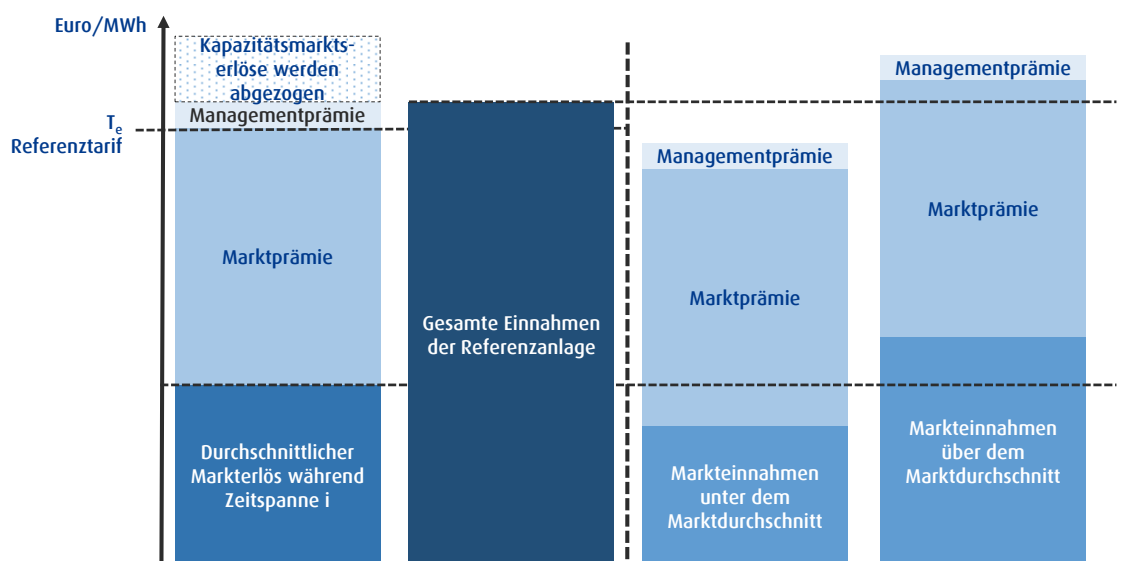 Euro/MWh
Kapazitätsmarkts-
erlöse werden
abgezogen
Managementprämie
Te
Referenztarif
Marktprämie
Durchschnittlicher
Markterlös während
Zeitspanne i
Gesamte Einnahmen
der Referenzanlage
Managementprämie
Marktprämie
Markteinnahmen
unter dem
Marktdurchschnitt
Managementprämie
Marktprämie
Markteinnahmen
über dem
Marktdurchschnitt